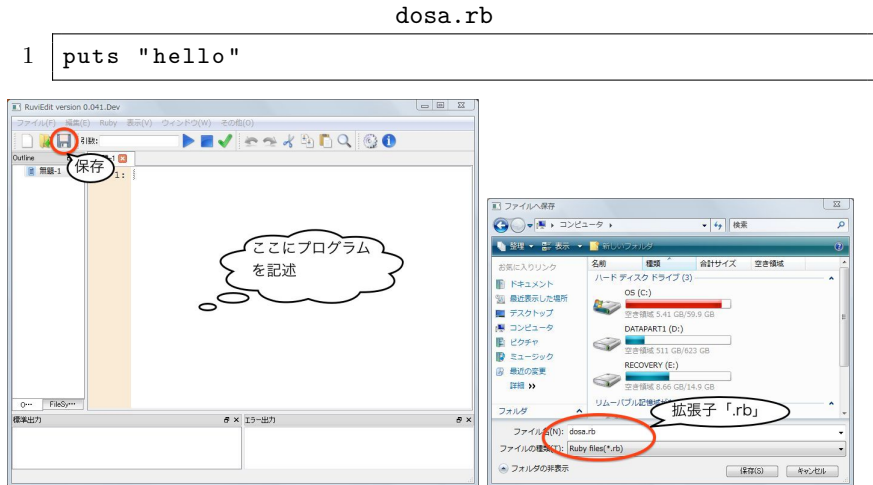 dosa.rb
1 puts "hello"
RuviEdit version 0.041.Dev
ファイル(F) 編集(E) Ruby 表示(V) ウィンドウ(W) その他(O)
引数:
Outline
保存
無題-1
1:
ここにプログラム
を記述
O… FileSy…
標準出力
エラー出力
ファイルへ保存
コンピュータ
検索
整理 表示 新しいフォルダ
お気に入りリンク
ドキュメント
最近表示した場所
デスクトップ
コンピュータ
ピクチャ
ミュージック
最近の変更
詳細 »
フォルダ
名前 種類 合計サイズ 空き領域
ハード ディスク ドライブ (3)
OS (C:)
空き領域 5.41 GB/59.9 GB
DATAPART1 (D:)
空き領域 511 GB/623 GB
RECOVERY (E:)
空き領域 8.66 GB/14.9 GB
拡張子「.rb」
ファイル名(N): dosa.rb
ファイルの種類(T): Ruby files(*.rb)
フォルダの非表示
保存(S) キャンセル